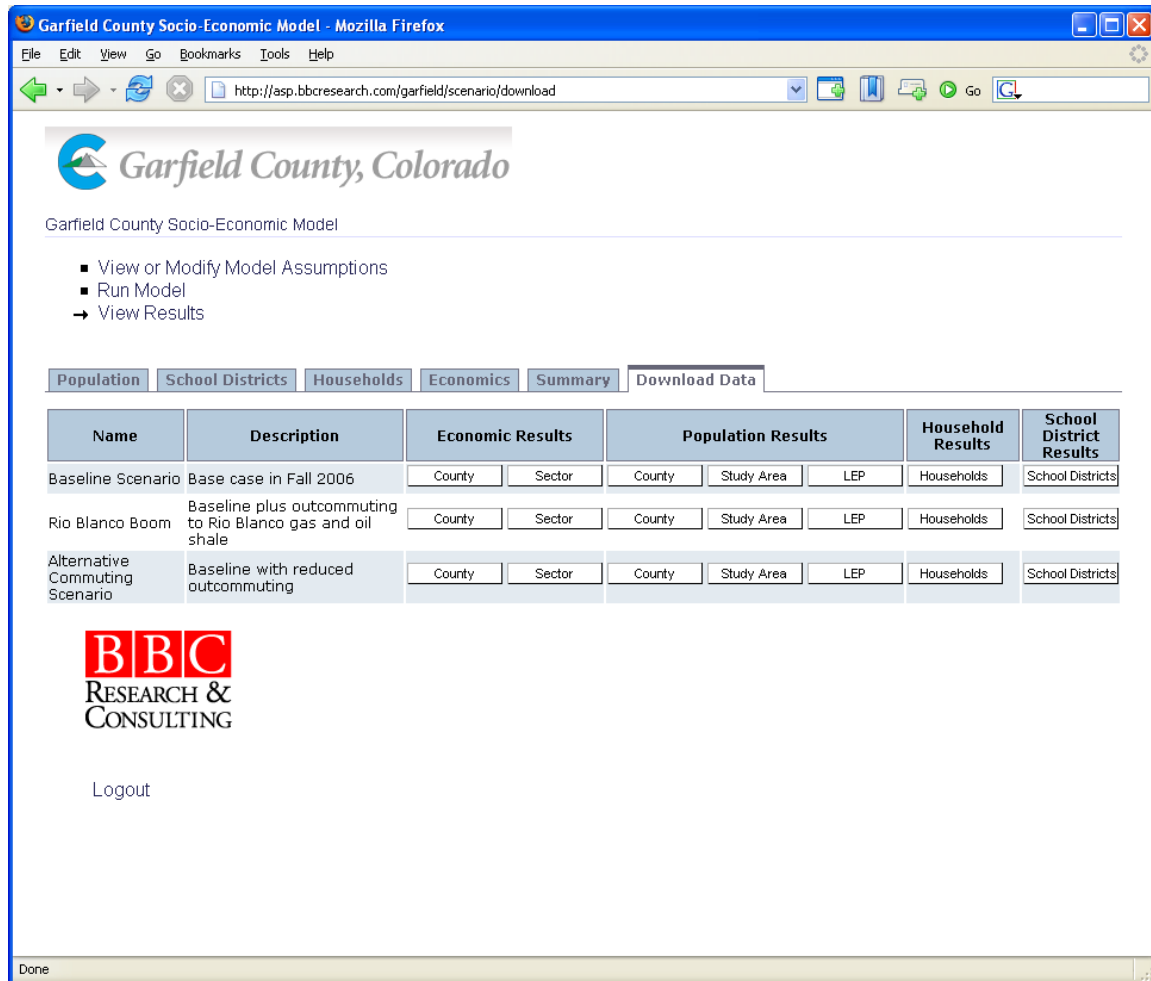 Garfield County Socio-Economic Model - Mozilla Firefox
File Edit View Go Bookmarks Tools Help
http://asp.bbcresearch.com/garfield/scenario/download Go G
Garfield County, Colorado
Garfield County Socio-Economic Model
View or Modify Model Assumptions
Run Model
View Results
Population School Districts Households Economics Summary Download Data
Name Description Economic Results Population Results Household Results School District Results
Baseline Scenario Base case in Fall 2006 County Sector County Study Area LEP Households School Districts
Rio Blanco Boom Baseline plus outcommuting to Rio Blanco gas and oil shale County Sector County Study Area LEP Households School Districts
Alternative Commuting Scenario Baseline with reduced outcommuting County Sector County Study Area LEP Households School Districts
BBC
RESEARCH &
CONSULTING
Logout
Done